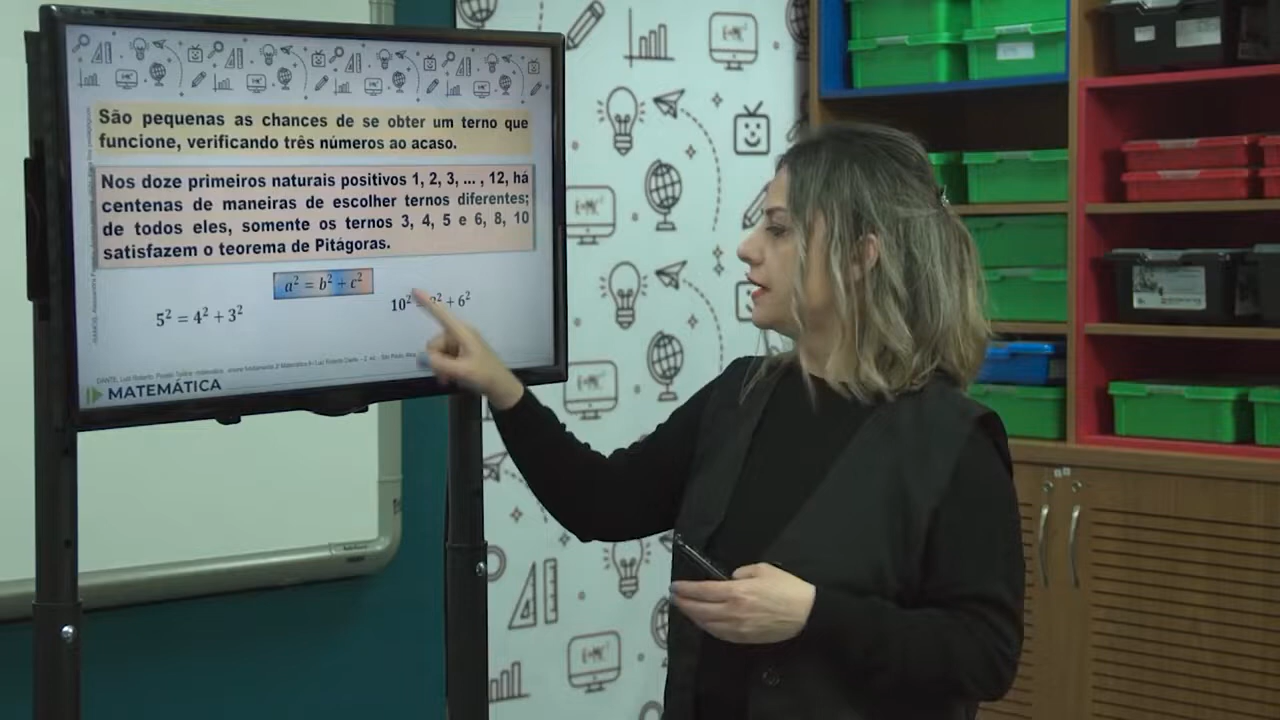 São pequenas as chances de se obter um terno que
funcione, verificando três números ao acaso.
Nos doze primeiros naturais positivos 1, 2, 3, ... , 12, há
centenas de maneiras de escolher ternos diferentes;
de todos eles, somente os ternos 3, 4, 5 e 6, 8, 10
satisfazem o teorema de Pitágoras.
a² = b² + c²
5² = 4² + 3²
10² + 6²
MATEMÁTICA